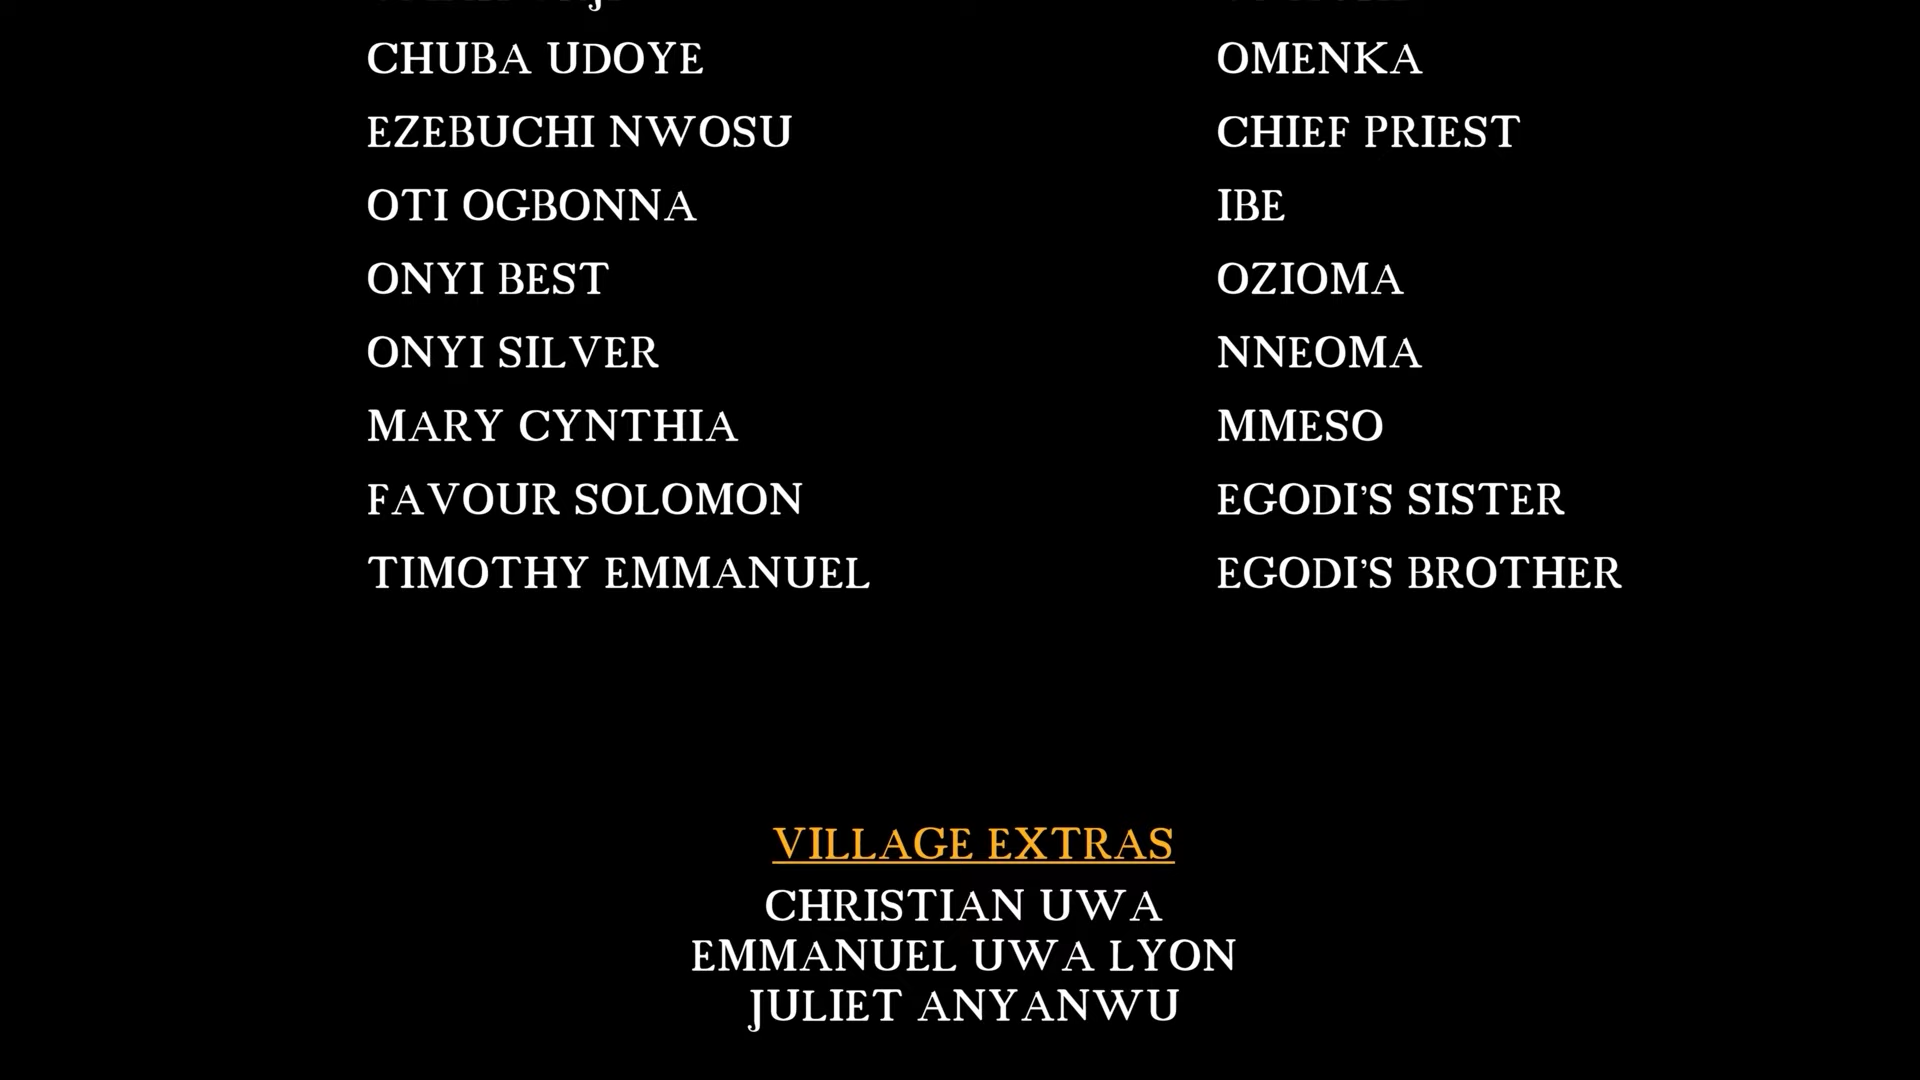 CHUBA UDOYE OMENKA
EZEBUCHI NWOSU CHIEF PRIEST
OTI OGBONNA IBE
ONYI BEST OZIOMA
ONYI SILVER NNEOMA
MARY CYNTHIA MMESO
FAVOUR SOLOMON EGODI’S SISTER
TIMOTHY EMMANUEL EGODI’S BROTHER
VILLAGE EXTRAS
CHRISTIAN UWA
EMMANUEL UWA LYON
JULIET ANYANWU